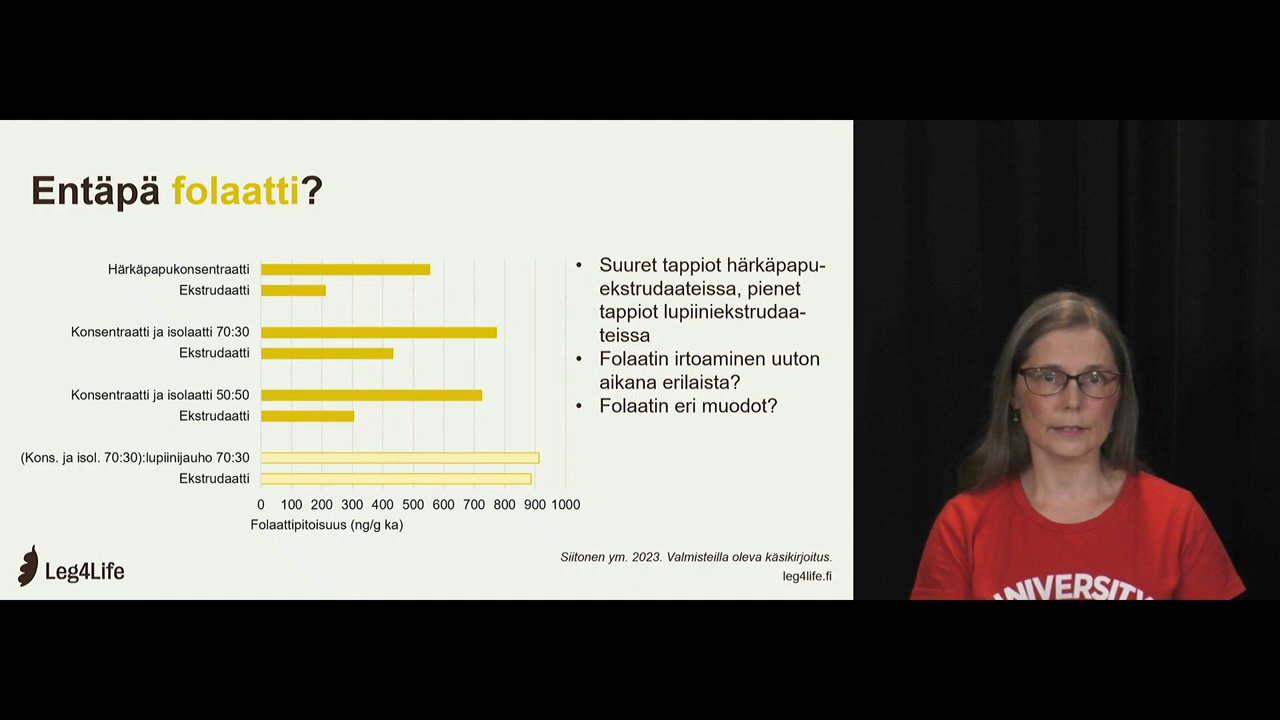 Entäpä folaatti?
Härkäpapukonsentraatti
Ekstrudaatti
Konsentraatti ja isolaatti 70:30
Ekstrudaatti
Konsentraatti ja isolaatti 50:50
Ekstrudaatti
(Kons. ja isol. 70:30):lupiinijauho 70:30
Ekstrudaatti
0 100 200 300 400 500 600 700 800 900 1000
Folaattipitoisuus (ng/g ka)
• Suuret tappiot härkäpapu-
ekstrudaateissa, pienet
tappiot lupiiniekstrudaa-
teissa
• Folaatin irtoaminen uuton
aikana erilaista?
• Folaatin eri muodot?
Siitonen ym. 2023. Valmisteilla oleva käsikirjoitus.
leg4life.fi
Leg4Life
UNIVERSITY